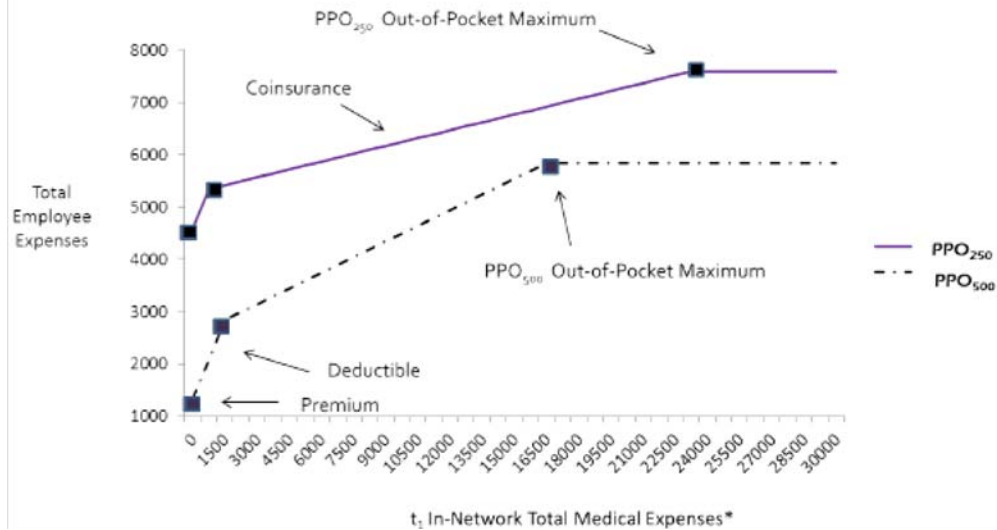 PPO250 Out-of-Pocket Maximum
8000
7000
6000
5000
4000
3000
2000
1000
Coinsurance
Total
Employee
Expenses
PPO500 Out-of-Pocket Maximum
Deductible
Premium
PPO250
PPO500
0
1500
3000
4500
6000
7500
9000
10500
12000
13500
15000
16500
18000
19500
21000
22500
24000
25500
27000
28500
30000
t1 In-Network Total Medical Expenses*